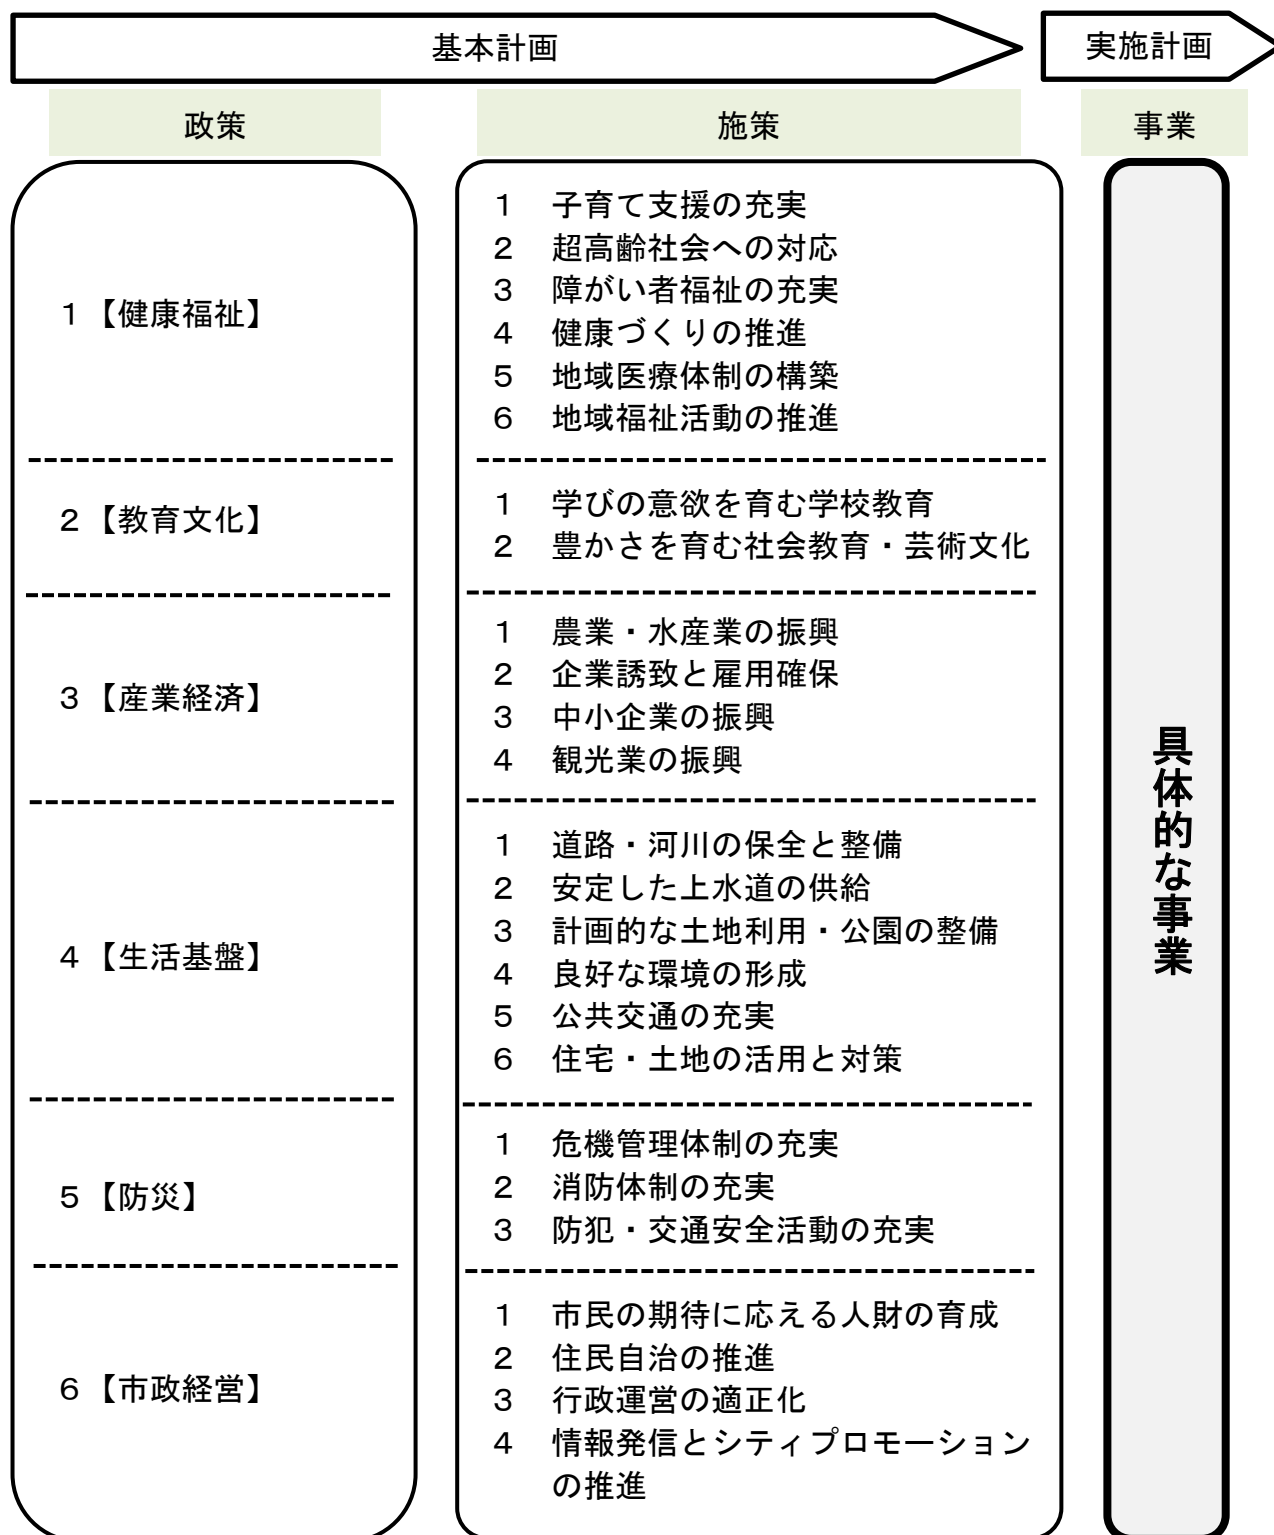 基本計画
実施計画
政策
施策
事業
1【健康福祉】
1 子育て支援の充実
2 超高齢社会への対応
3 障がい者福祉の充実
4 健康づくりの推進
5 地域医療体制の構築
6 地域福祉活動の推進
2【教育文化】
1 学びの意欲を育む学校教育
2 豊かさを育む社会教育・芸術文化
3【産業経済】
1 農業・水産業の振興
2 企業誘致と雇用確保
3 中小企業の振興
4 観光業の振興
4【生活基盤】
1 道路・河川の保全と整備
2 安定した上水道の供給
3 計画的な土地利用・公園の整備
4 良好な環境の形成
5 公共交通の充実
6 住宅・土地の活用と対策
5【防災】
1 危機管理体制の充実
2 消防体制の充実
3 防犯・交通安全活動の充実
6【市政経営】
1 市民の期待に応える人財の育成
2 住民自治の推進
3 行政運営の適正化
4 情報発信とシティプロモーション
の推進
具体的な事業